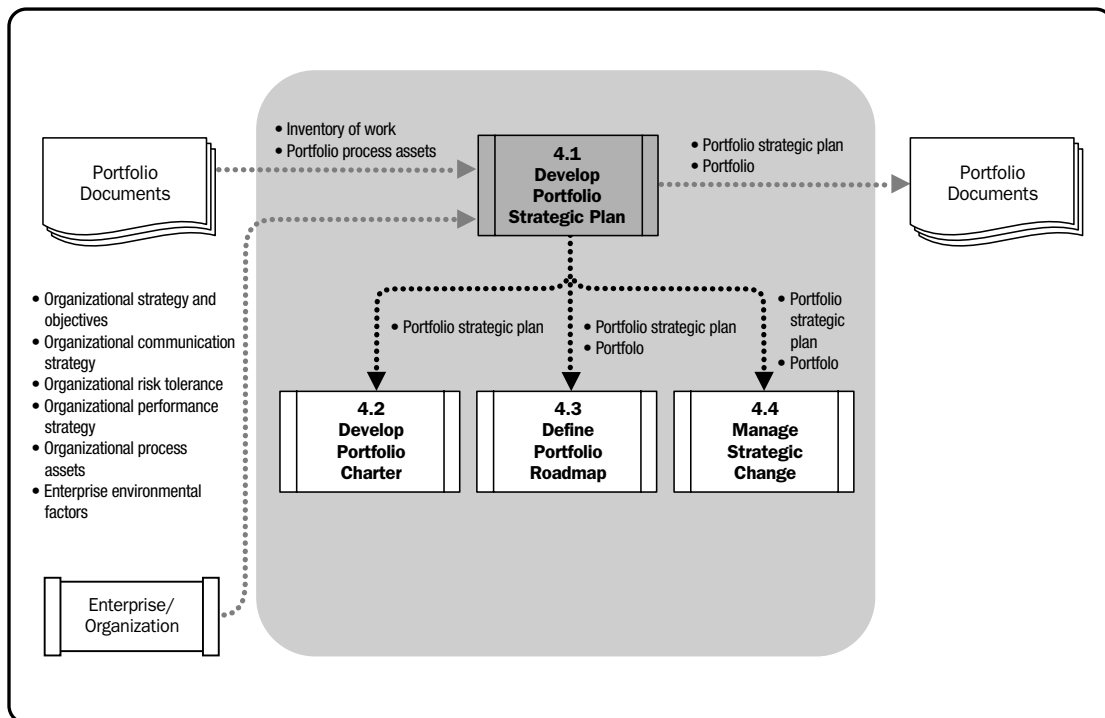 Portfolio
Documents
• Inventory of work
• Portfolio process assets
4.1
Develop
Portfolio
Strategic Plan
• Portfolio strategic plan
• Portfolio
Portfolio
Documents
• Organizational strategy and
objectives
• Organizational communication
strategy
• Organizational risk tolerance
• Organizational performance
strategy
• Organizational process
assets
• Enterprise environmental
factors
• Portfolio strategic plan
• Portfolio strategic plan
• Portfolo
• Portfolio
strategic
plan
• Portfolo
4.2
Develop
Portfolio
Charter
4.3
Define
Portfolio
Roadmap
4.4
Manage
Strategic
Change
Enterprise/
Organization